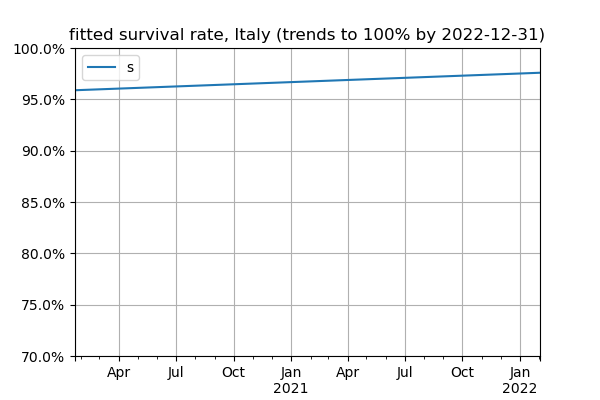 fitted survival rate, Italy (trends to 100% by 2022-12-31)
100.0%
s
95.0%
90.0%
85.0%
80.0%
75.0%
70.0%
Apr Jul Oct Jan Apr Jul Oct Jan
2021 2022